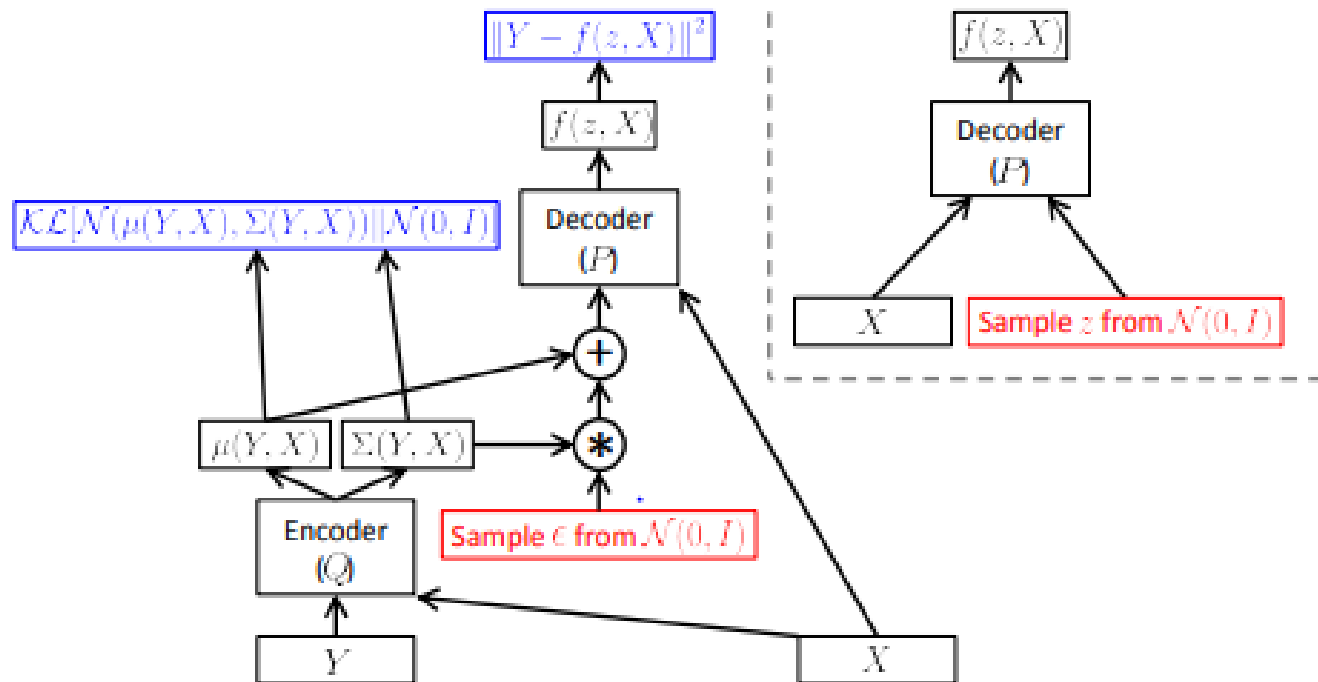 ‖Y − f(z, X)‖²
f(z, X)
Decoder
(P)
KL[N(μ(Y, X), Σ(Y, X))‖N(0, I)]
+
μ(Y, X)
Σ(Y, X)
*
Encoder
(Q)
Sample ϵ from N(0, I)
Y
X
f(z, X)
Decoder
(P)
X
Sample z from N(0, I)